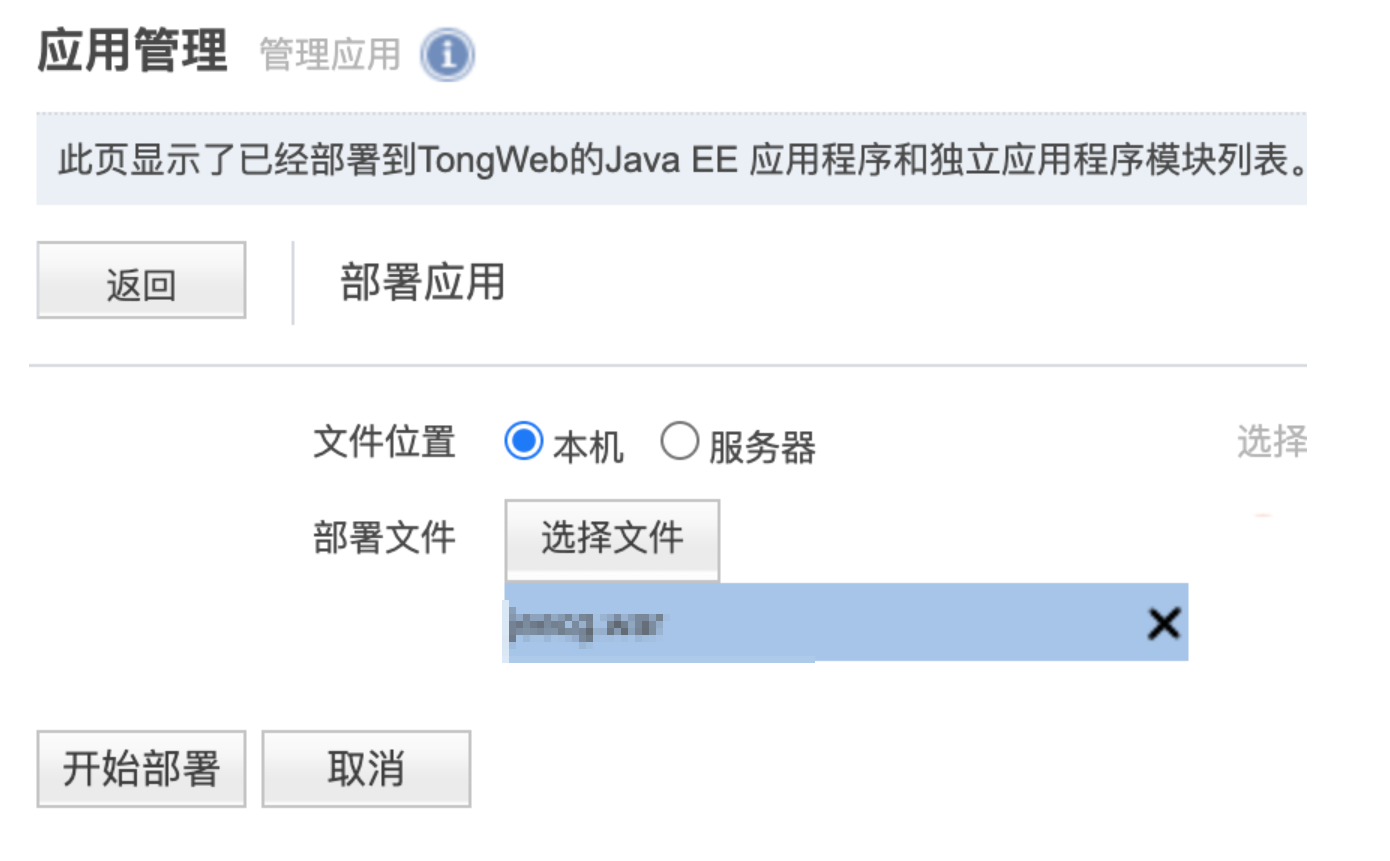 应用管理 管理应用
此页显示了已经部署到TongWeb的Java EE 应用程序和独立应用程序模块列表。
返回 部署应用
文件位置 本机 服务器 选择
部署文件 选择文件
开始部署 取消